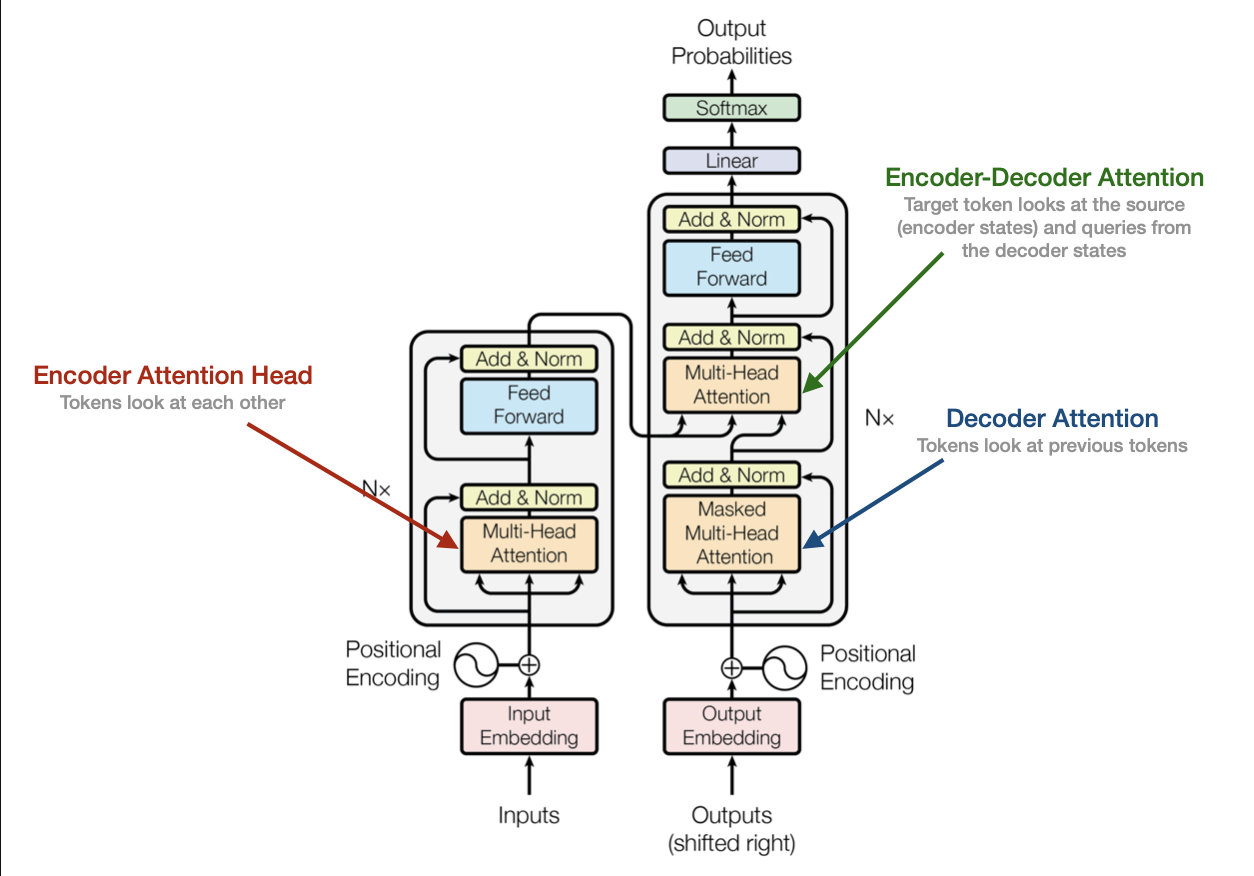 Output
Probabilities
Softmax
Linear
Encoder-Decoder Attention
Target token looks at the source
(encoder states) and queries from
the decoder states
Add & Norm
Feed
Forward
Add & Norm
Multi-Head
Attention
Encoder Attention Head
Tokens look at each other
Add & Norm
Feed
Forward
Nx
Decoder Attention
Tokens look at previous tokens
Add & Norm
Masked
Multi-Head
Attention
Nx
Add & Norm
Multi-Head
Attention
Positional
Encoding
Positional
Encoding
Input
Embedding
Output
Embedding
Inputs
Outputs
(shifted right)